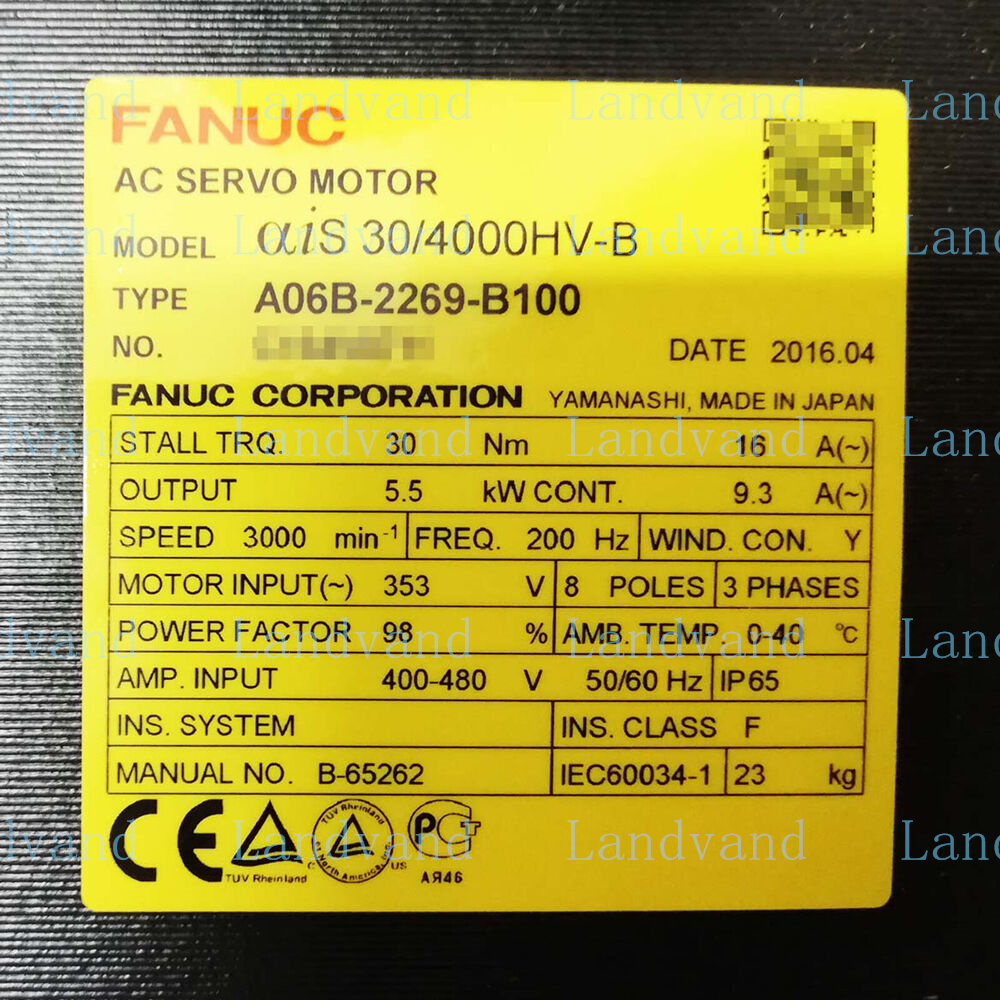 FANUC
AC SERVO MOTOR
MODEL αiS 30/4000HV-B
TYPE A06B-2269-B100
NO.
DATE 2016.04
FANUC CORPORATION YAMANASHI, MADE IN JAPAN
STALL TRQ. 30 Nm 16 A(~)
OUTPUT 5.5 kW CONT. 9.3 A(~)
SPEED 3000 min-1 FREQ. 200 Hz WIND. CON. Y
MOTOR INPUT(~) 353 V 8 POLES 3 PHASES
POWER FACTOR 98 % AMB. TEMP. 0-40 ℃
AMP. INPUT 400-480 V 50/60 Hz IP65
INS. SYSTEM INS. CLASS F
MANUAL NO. B-65262 IEC60034-1 23 kg
CE
TÜV Rheinland
TÜV Rheinland
North America
C US
РСТ
АЯ46
Landvand